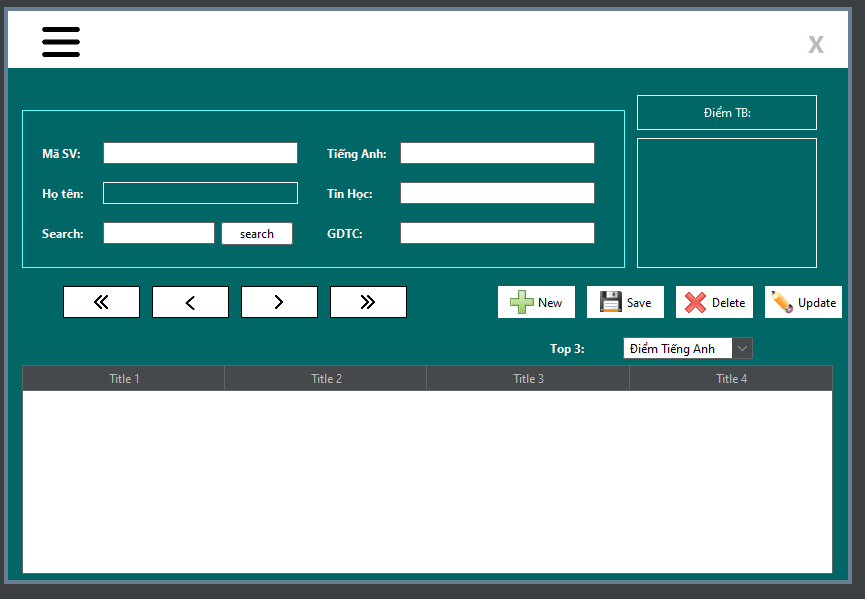 X
Điểm TB:
Mã SV:
Tiếng Anh:
Họ tên:
Tin Học:
Search:
search
GDTC:
«
<
>
»
New
Save
Delete
Update
Top 3:
Điểm Tiếng Anh
Title 1
Title 2
Title 3
Title 4